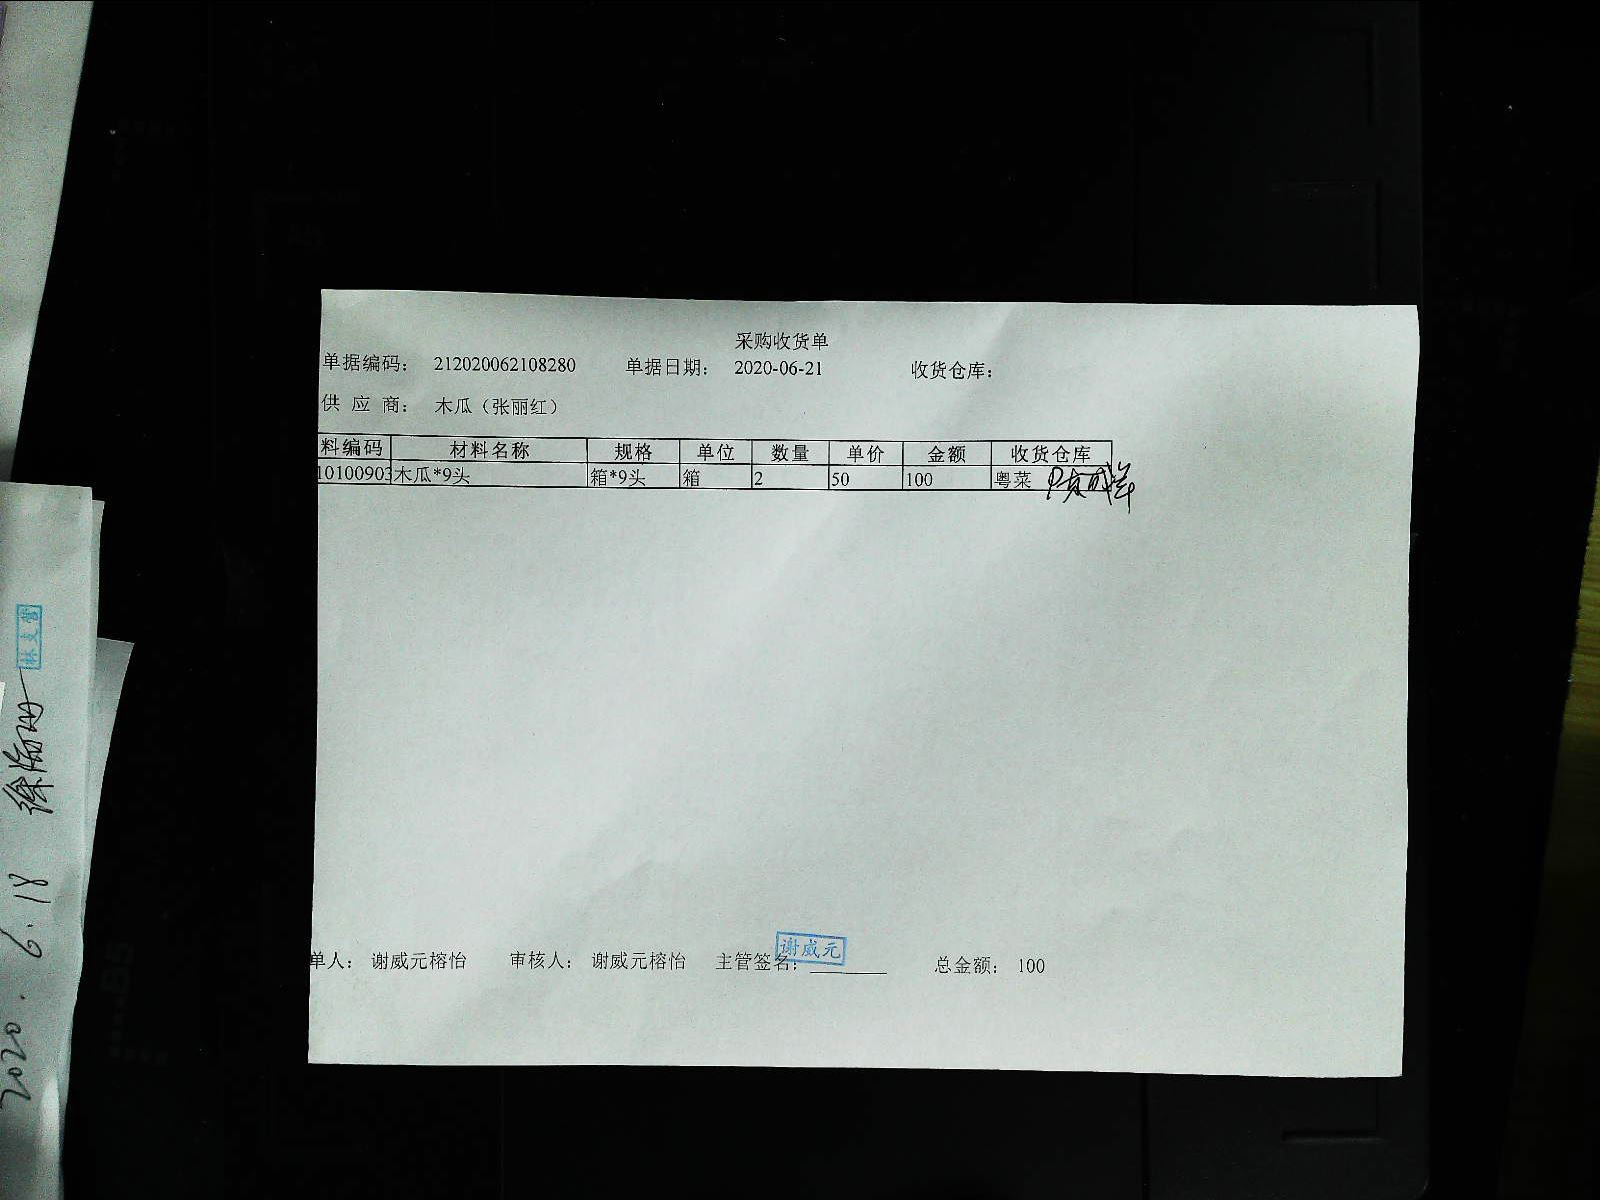 采购收货单
单据编码: 212020062108280 单据日期: 2020-06-21 收货仓库:
供应商: 木瓜（张丽红）
料编码 材料名称 规格 单位 数量 单价 金额 收货仓库
10100903 木瓜*9头 箱*9头 箱 2 50 100 粤菜
单人: 谢威元榕怡 审核人: 谢威元榕怡 主管签名: 谢威元 总金额: 100
2020.6.18